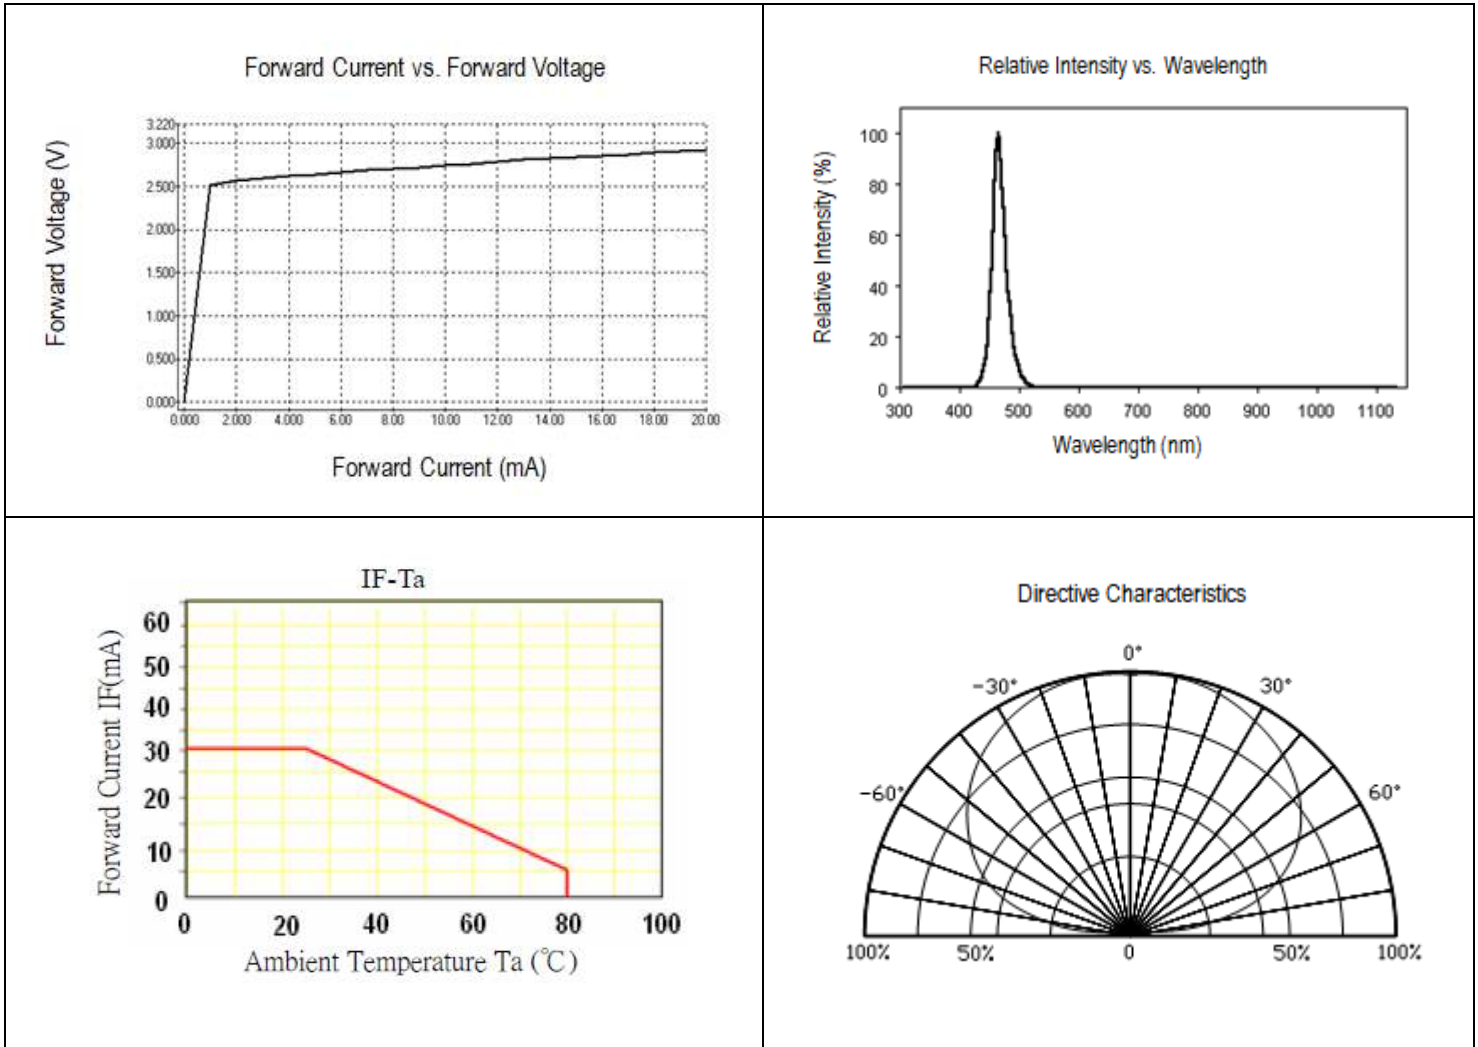 Forward Current vs. Forward Voltage
Forward Voltage (V)
3.220
3.000
2.500
2.000
1.500
1.000
0.500
0.000
0.000 2.000 4.000 6.00 8.00 10.00 12.00 14.00 16.00 18.00 20.00
Forward Current (mA)
Relative Intensity vs. Wavelength
Relative Intensity (%)
100
80
60
40
20
0
300 400 500 600 700 800 900 1000 1100
Wavelength (nm)
IF-Ta
Forward Current IF(mA)
60
50
40
30
20
10
0
0 20 40 60 80 100
Ambient Temperature Ta (℃)
Directive Characteristics
0°
-30° 30°
-60° 60°
100% 50% 0 50% 100%